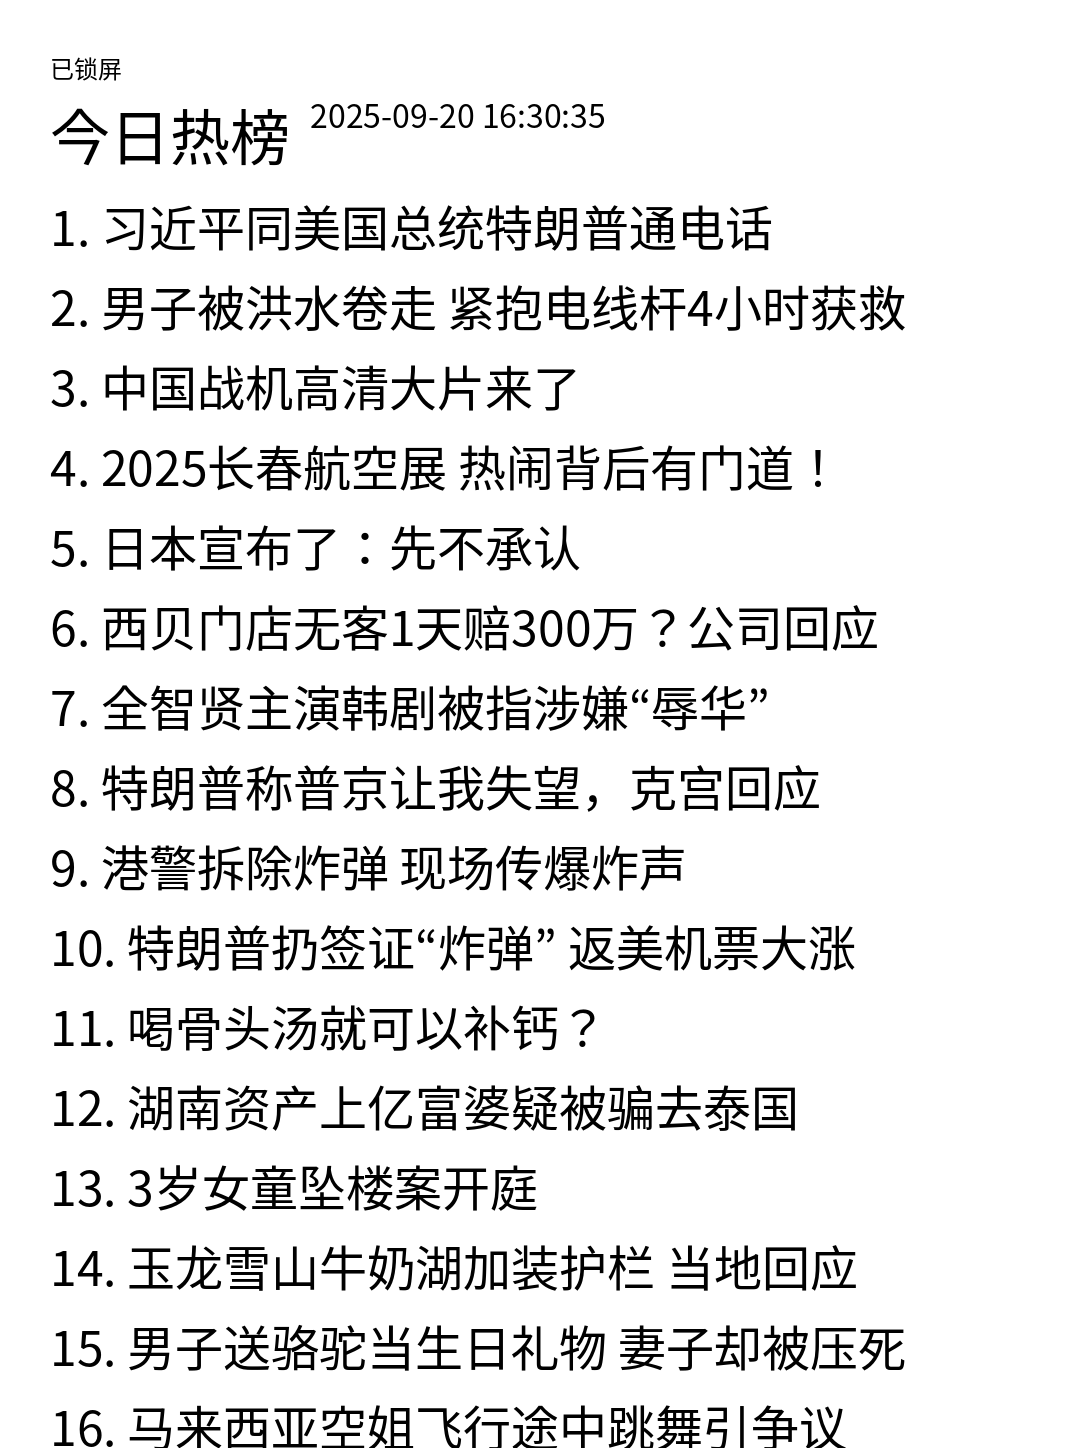 已锁屏
今日热榜 2025-09-20 16:30:35
1. 习近平同美国总统特朗普通电话
2. 男子被洪水卷走 紧抱电线杆4小时获救
3. 中国战机高清大片来了
4. 2025长春航空展 热闹背后有门道！
5. 日本宣布了：先不承认
6. 西贝门店无客1天赔300万？公司回应
7. 全智贤主演韩剧被指涉嫌“辱华”
8. 特朗普称普京让我失望，克宫回应
9. 港警拆除炸弹 现场传爆炸声
10. 特朗普扔签证“炸弹” 返美机票大涨
11. 喝骨头汤就可以补钙？
12. 湖南资产上亿富婆疑被骗去泰国
13. 3岁女童坠楼案开庭
14. 玉龙雪山牛奶湖加装护栏 当地回应
15. 男子送骆驼当生日礼物 妻子却被压死
16. 马来西亚空姐飞行途中跳舞引争议